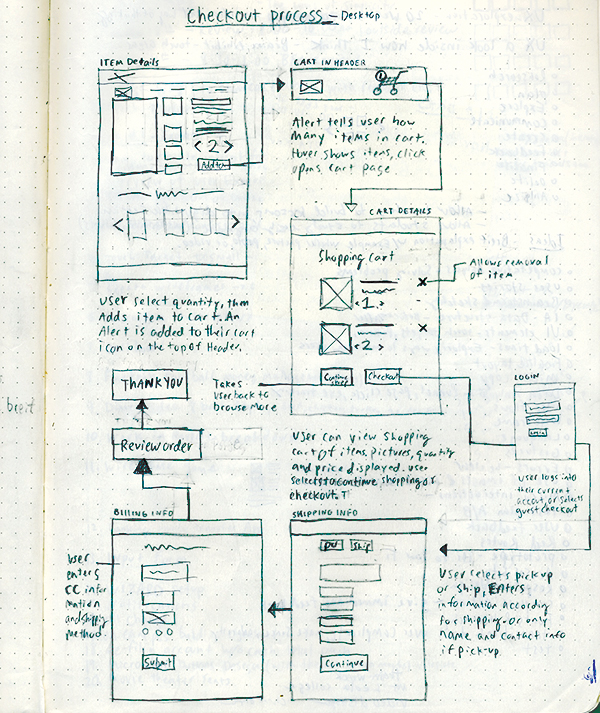 Checkout process – Desktop
ITEM Details
CART IN HEADER
Add to
<2>
Alert tells user how
many items in cart.
Hover shows items, click
opens cart page
CART DETAILS
Shopping cart
<1>
<2>
Allows removal
of item
User select quantity, then
Adds item to cart. An
Alert is added to their cart
icon on the top of Header.
Takes
User back to
browse more
Continue
Checkout
LOGIN
THANK YOU
Review order
User can view shopping
cart of items, pictures, quantity
and price displayed. user
selects to continue shopping or
checkout.
User logs into
their current
accout, or selects
guest checkout
BILLING INFO
SHIPPING INFO
User
enters
CC infor
mation
and shipping
method.
Submit
PU
Ship
Continue
User selects pick up
or Ship, Enters
information according
for shipping or only
name and contact info
if pick-up.